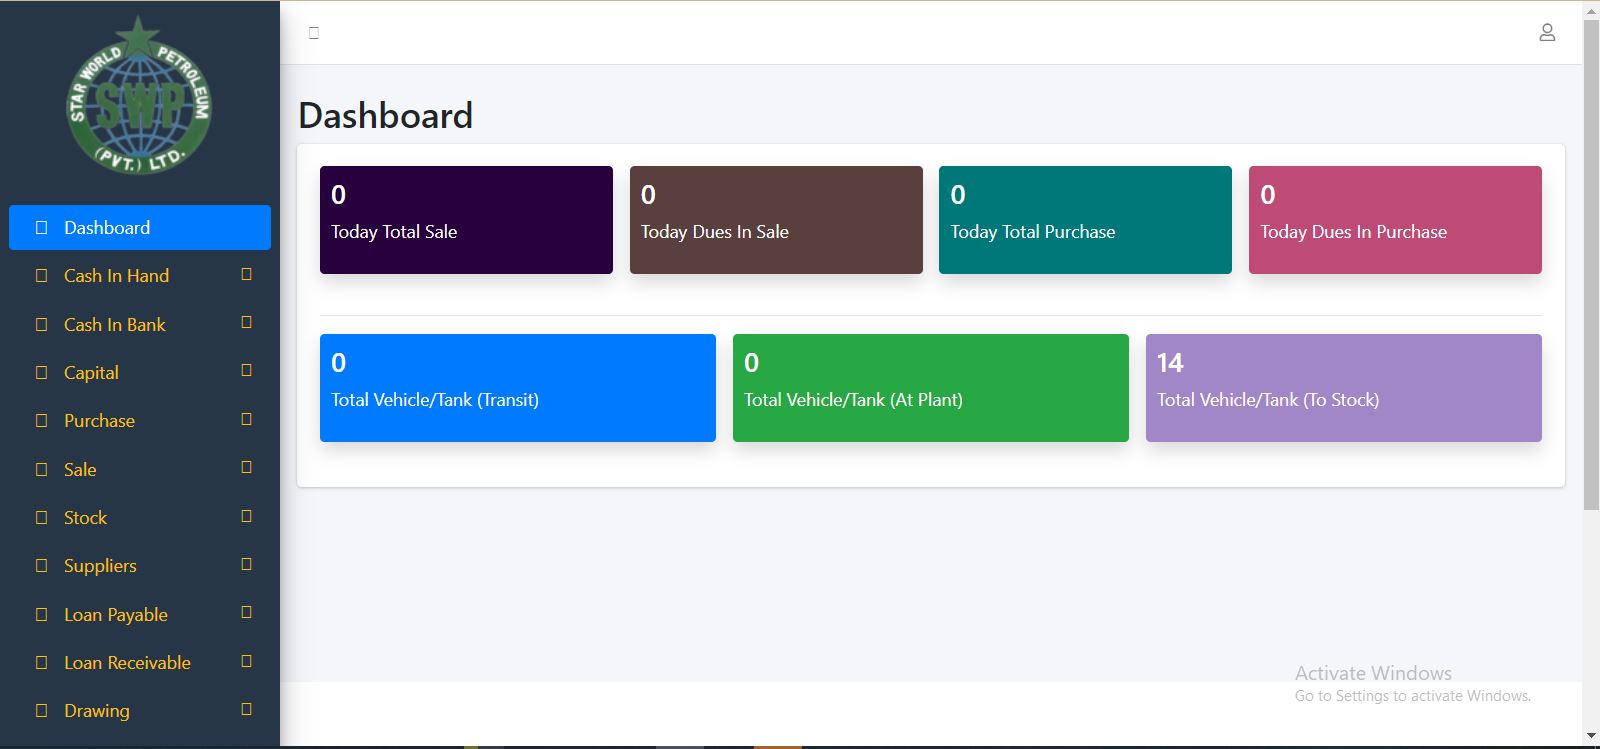 STAR WORLD PETROLEUM
SWP
(PVT.) LTD.
Dashboard
Cash In Hand
Cash In Bank
Capital
Purchase
Sale
Stock
Suppliers
Loan Payable
Loan Receivable
Drawing
Dashboard
0
Today Total Sale
0
Today Dues In Sale
0
Today Total Purchase
0
Today Dues In Purchase
0
Total Vehicle/Tank (Transit)
0
Total Vehicle/Tank (At Plant)
14
Total Vehicle/Tank (To Stock)
Activate Windows
Go to Settings to activate Windows.